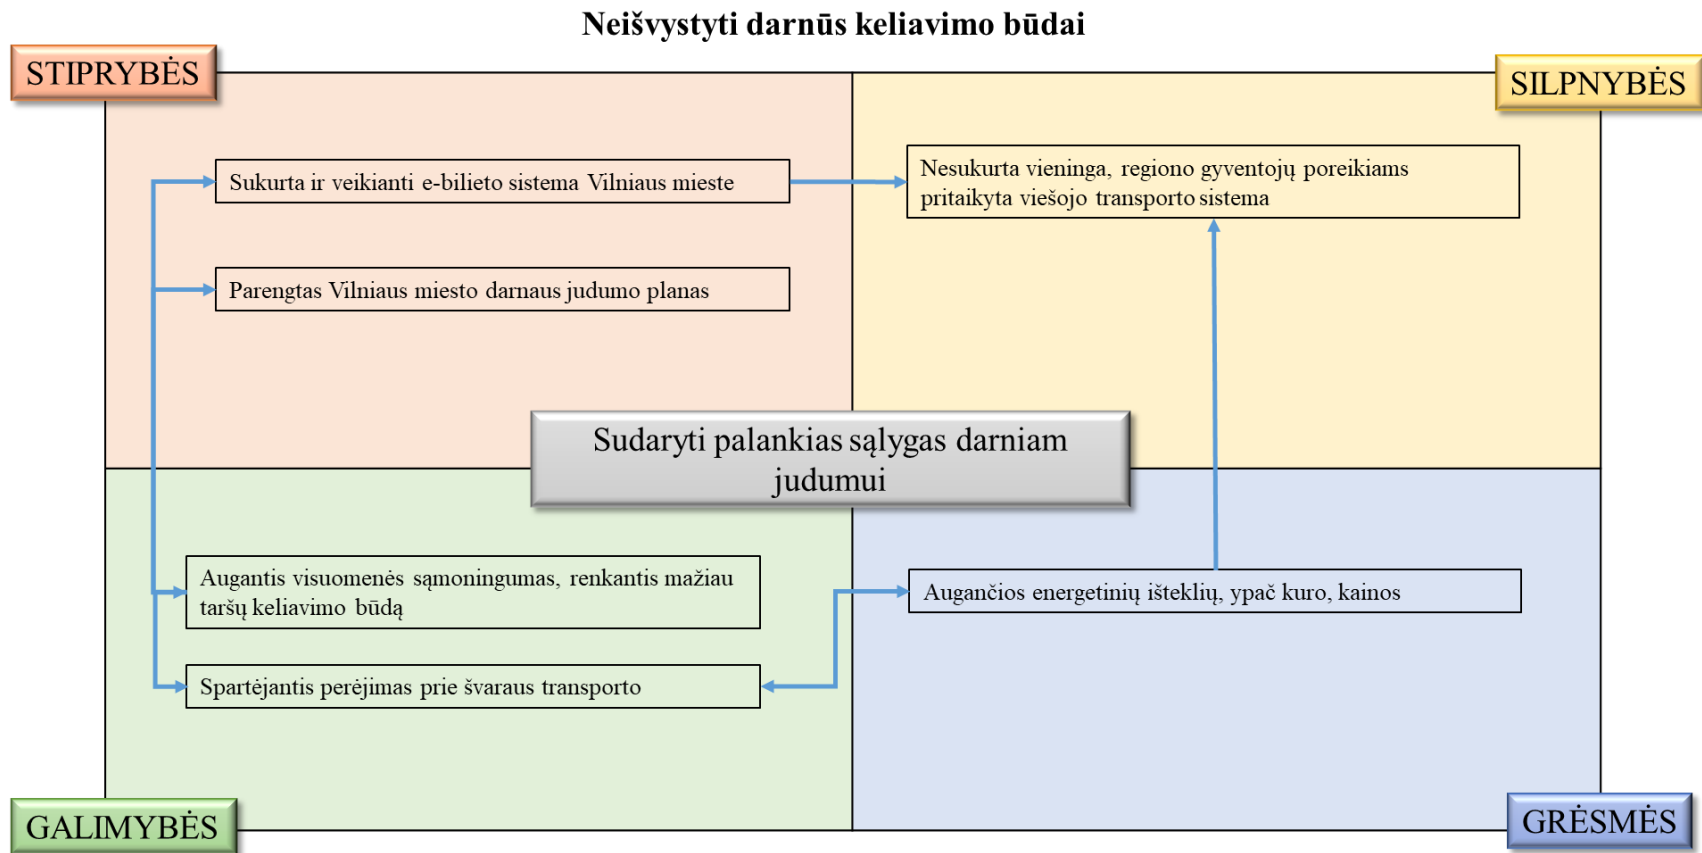 Neišvystyti darnūs keliavimo būdai
STIPRYBĖS
SILPNYBĖS
Sukurta ir veikianti e-bilieto sistema Vilniaus mieste
Nesukurta vieninga, regiono gyventojų poreikiams
pritaikyta viešojo transporto sistema
Parengtas Vilniaus miesto darnaus judumo planas
Sudaryti palankias sąlygas darniam
judumui
Augantis visuomenės sąmoningumas, renkantis mažiau
taršų keliavimo būdą
Augančios energetinių išteklių, ypač kuro, kainos
Spartėjantis perėjimas prie švaraus transporto
GALIMYBĖS
GRĖSMĖS